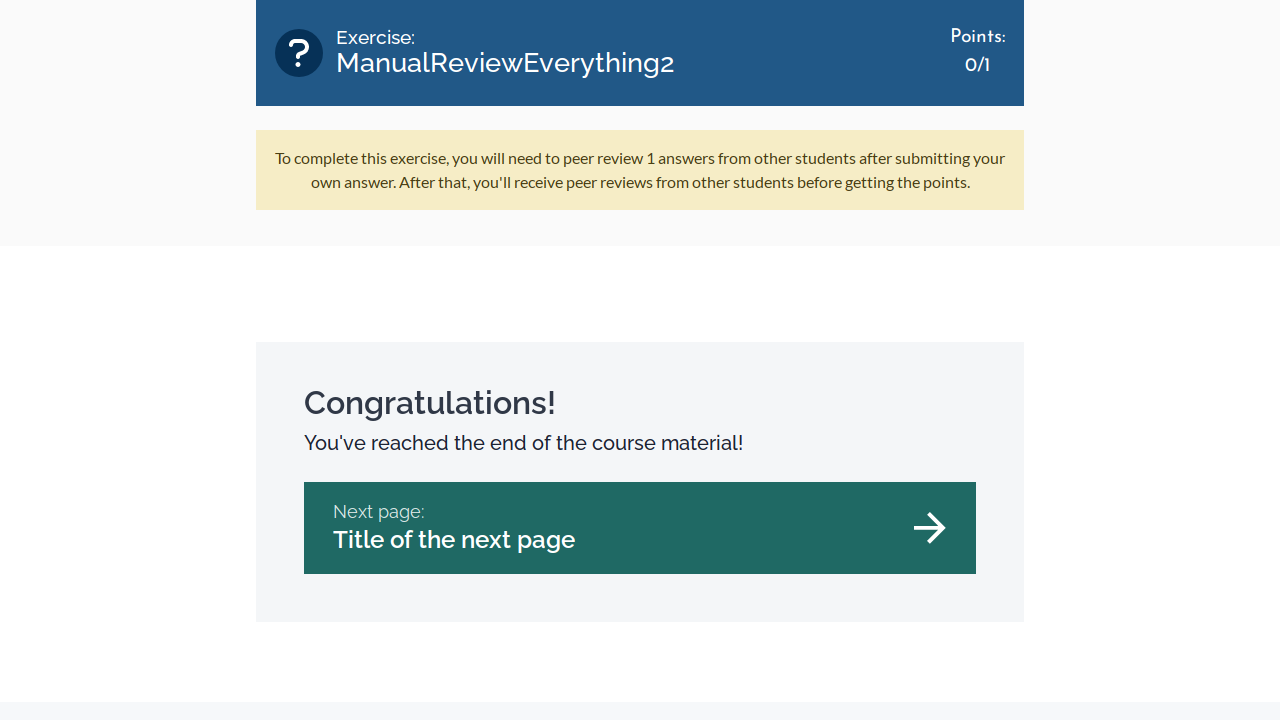 Exercise:
ManualReviewEverything2
Points:
0/1
To complete this exercise, you will need to peer review 1 answers from other students after submitting your
own answer. After that, you'll receive peer reviews from other students before getting the points.
Congratulations!
You've reached the end of the course material!
Next page:
Title of the next page